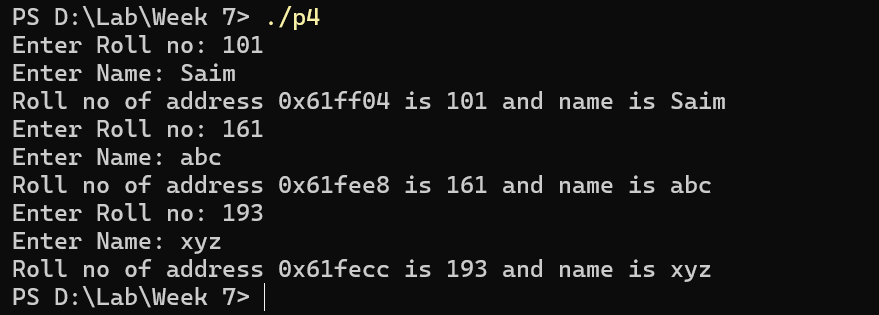 PS D:\Lab\Week 7> ./p4
Enter Roll no: 101
Enter Name: Saim
Roll no of address 0x61ff04 is 101 and name is Saim
Enter Roll no: 161
Enter Name: abc
Roll no of address 0x61fee8 is 161 and name is abc
Enter Roll no: 193
Enter Name: xyz
Roll no of address 0x61fecc is 193 and name is xyz
PS D:\Lab\Week 7>